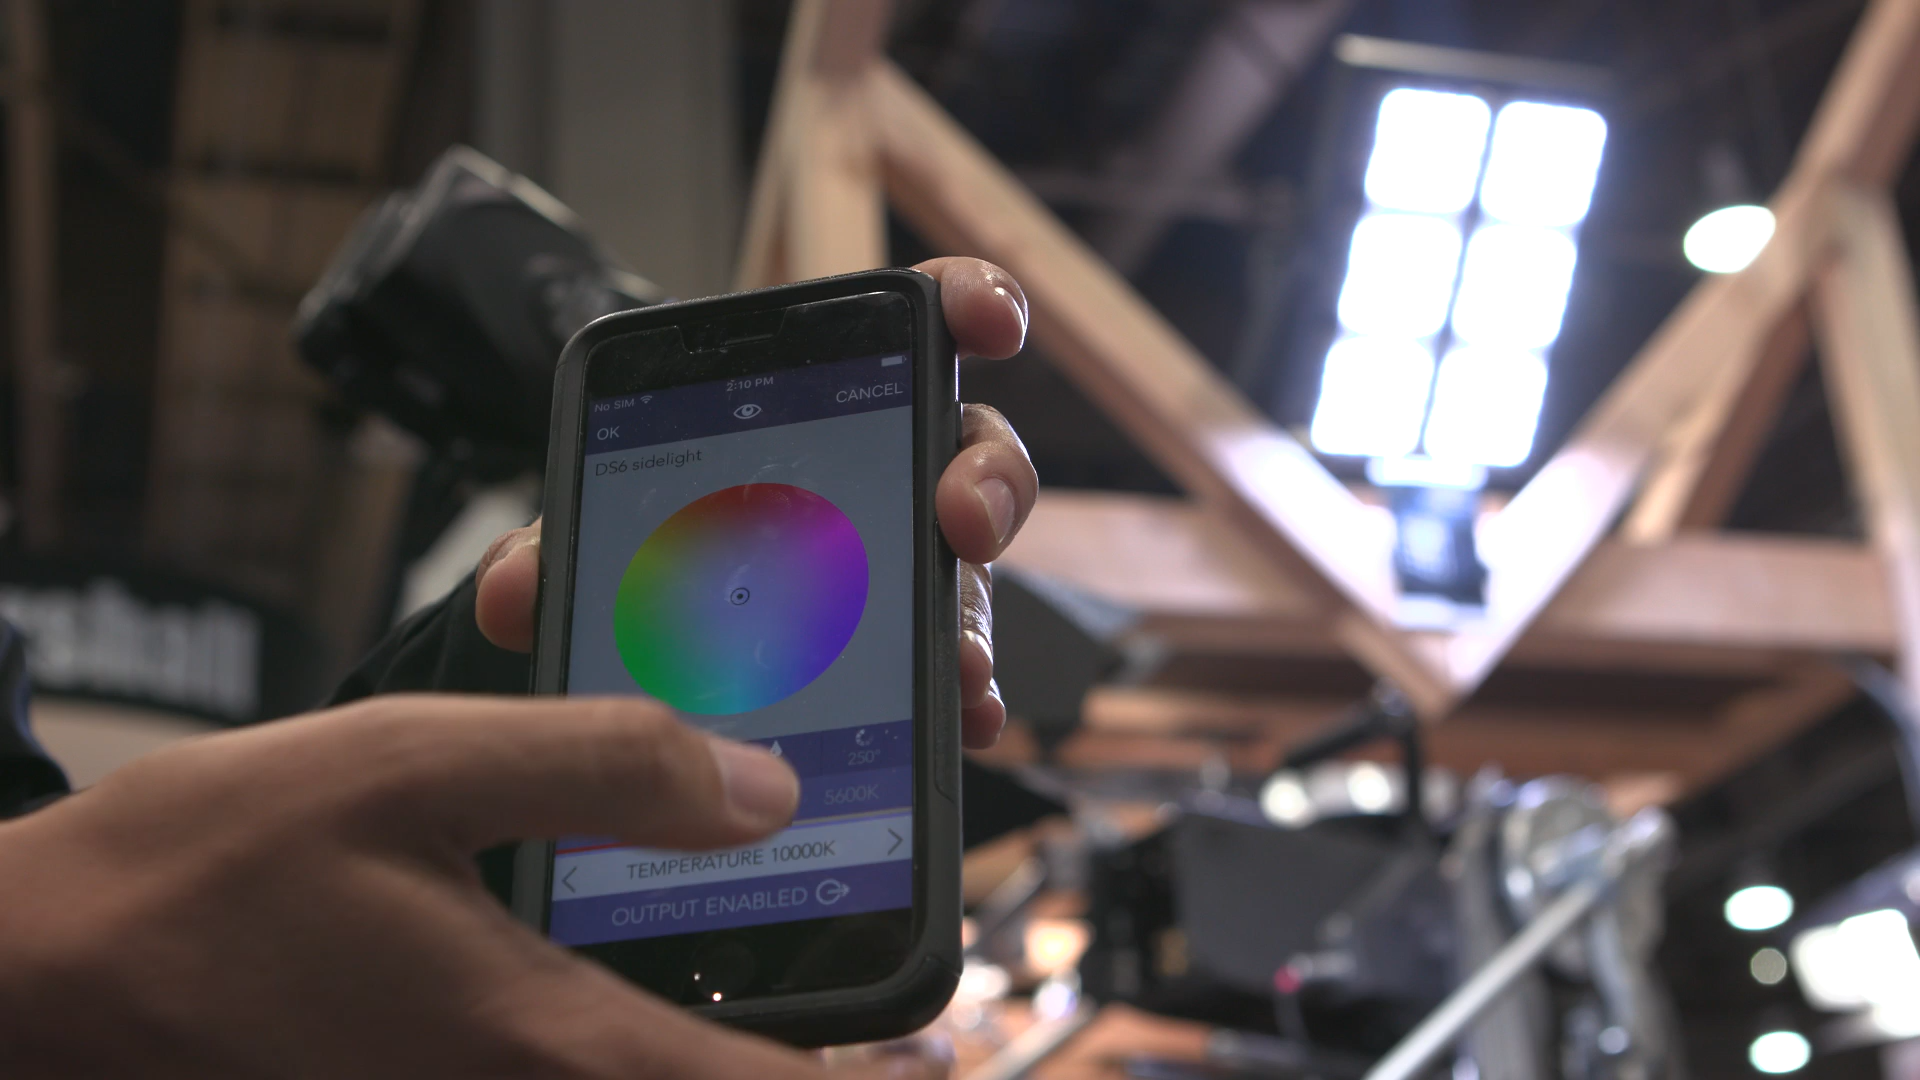 2:10 PM
No SIM
CANCEL
OK
DS6 sidelight
250°
5600K
TEMPERATURE 10000K
OUTPUT ENABLED